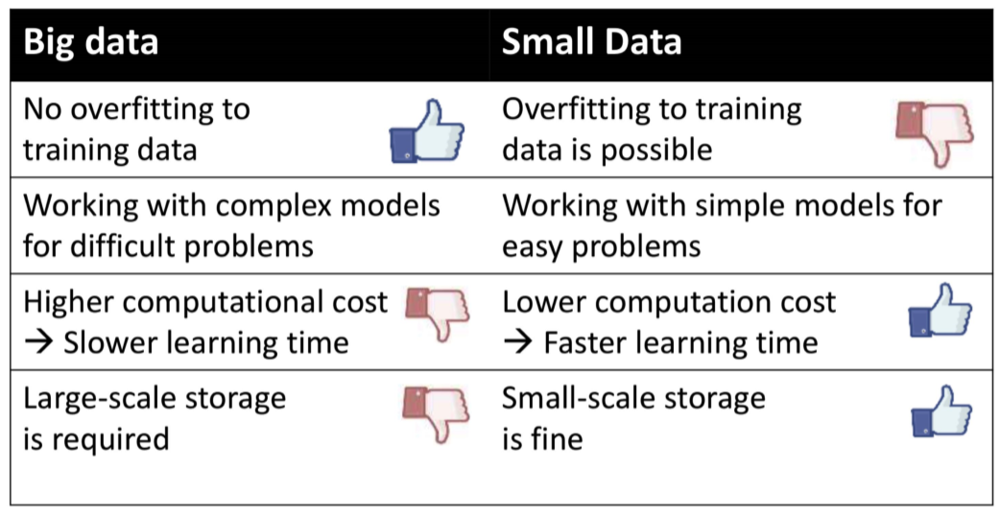 Big data
Small Data
No overfitting to
training data
Overfitting to training
data is possible
Working with complex models
for difficult problems
Working with simple models for
easy problems
Higher computational cost
→ Slower learning time
Lower computation cost
→ Faster learning time
Large-scale storage
is required
Small-scale storage
is fine